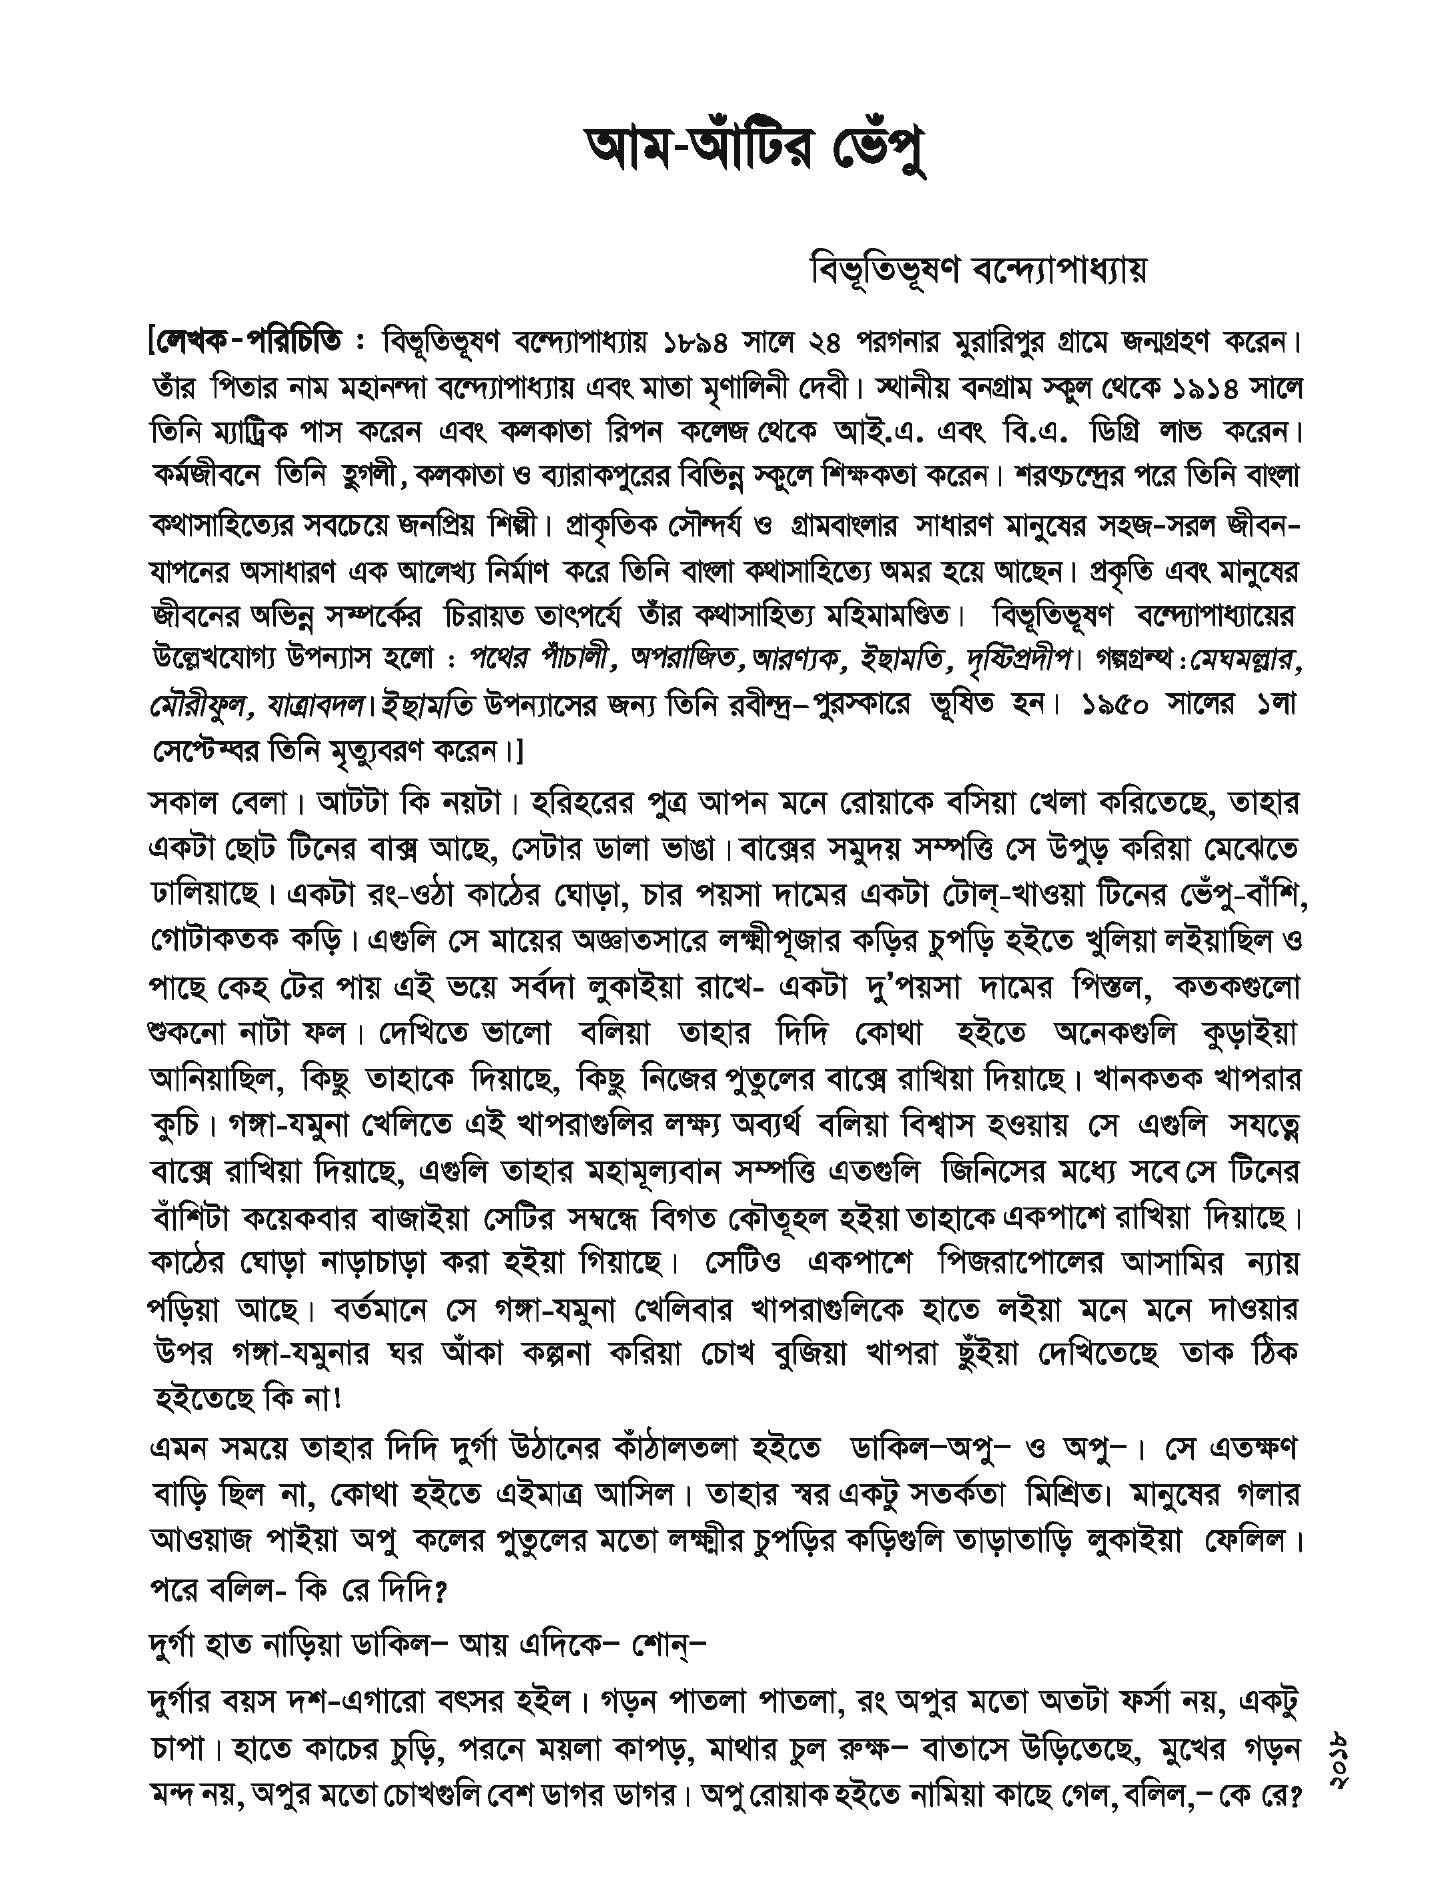 আম-আঁটির ভেঁপু
বিভূতিভূষণ বন্দ্যোপাধ্যায়
[লেখক-পরিচিতি : বিভূতিভূষণ বন্দ্যোপাধ্যায় ১৮৯৪ সালে ২৪ পরগনার মুরারিপুর গ্রামে জন্মগ্রহণ করেন।
তাঁর পিতার নাম মহানন্দা বন্দ্যোপাধ্যায় এবং মাতা মৃণালিনী দেবী। স্থানীয় বনগ্রাম স্কুল থেকে ১৯১৪ সালে
তিনি ম্যাট্রিক পাস করেন এবং কলকাতা রিপন কলেজ থেকে আই.এ. এবং বি.এ. ডিগ্রি লাভ করেন।
কর্মজীবনে তিনি হুগলী, কলকাতা ও ব্যারাকপুরের বিভিন্ন স্কুলে শিক্ষকতা করেন। শরৎচন্দ্রের পরে তিনি বাংলা
কথাসাহিত্যের সবচেয়ে জনপ্রিয় শিল্পী। প্রাকৃতিক সৌন্দর্য ও গ্রামবাংলার সাধারণ মানুষের সহজ-সরল জীবন-
যাপনের অসাধারণ এক আলেখ্য নির্মাণ করে তিনি বাংলা কথাসাহিত্যে অমর হয়ে আছেন। প্রকৃতি এবং মানুষের
জীবনের অভিন্ন সম্পর্কের চিরায়ত তাৎপর্যে তাঁর কথাসাহিত্য মহিমামণ্ডিত। বিভূতিভূষণ বন্দ্যোপাধ্যায়ের
উল্লেখযোগ্য উপন্যাস হলো : পথের পাঁচালী, অপরাজিত, আরণ্যক, ইছামতি, দৃষ্টিপ্রদীপ। গল্পগ্রন্থ : মেঘমল্লার,
মৌরীফুল, যাত্রাবদল। ইছামতি উপন্যাসের জন্য তিনি রবীন্দ্র-পুরস্কারে ভূষিত হন। ১৯৫০ সালের ১লা
সেপ্টেম্বর তিনি মৃত্যুবরণ করেন।]
সকাল বেলা। আটটা কি নয়টা। হরিহরের পুত্র আপন মনে রোয়াকে বসিয়া খেলা করিতেছে, তাহার
একটা ছোট টিনের বাক্স আছে, সেটার ডালা ভাঙা। বাক্সের সমুদয় সম্পত্তি সে উপুড় করিয়া মেঝেতে
ঢালিয়াছে। একটা রং-ওঠা কাঠের ঘোড়া, চার পয়সা দামের একটা টোল্-খাওয়া টিনের ভেঁপু-বাঁশি,
গোটাকতক কড়ি। এগুলি সে মায়ের অজ্ঞাতসারে লক্ষ্মীপূজার কড়ির চুপড়ি হইতে খুলিয়া লইয়াছিল ও
পাছে কেহ টের পায় এই ভয়ে সর্বদা লুকাইয়া রাখে- একটা দু’পয়সা দামের পিস্তল, কতকগুলো
শুকনো নাটা ফল। দেখিতে ভালো বলিয়া তাহার দিদি কোথা হইতে অনেকগুলি কুড়াইয়া
আনিয়াছিল, কিছু তাহাকে দিয়াছে, কিছু নিজের পুতুলের বাক্সে রাখিয়া দিয়াছে। খানকতক খাপরার
কুচি। গঙ্গা-যমুনা খেলিতে এই খাপরাগুলির লক্ষ্য অব্যর্থ বলিয়া বিশ্বাস হওয়ায় সে এগুলি সযত্নে
বাক্সে রাখিয়া দিয়াছে, এগুলি তাহার মহামূল্যবান সম্পত্তি এতগুলি জিনিসের মধ্যে সবে সে টিনের
বাঁশিটা কয়েকবার বাজাইয়া সেটির সম্বন্ধে বিগত কৌতূহল হইয়া তাহাকে একপাশে রাখিয়া দিয়াছে।
কাঠের ঘোড়া নাড়াচাড়া করা হইয়া গিয়াছে। সেটিও একপাশে পিজরাপোলের আসামির ন্যায়
পড়িয়া আছে। বর্তমানে সে গঙ্গা-যমুনা খেলিবার খাপরাগুলিকে হাতে লইয়া মনে মনে দাওয়ার
উপর গঙ্গা-যমুনার ঘর আঁকা কল্পনা করিয়া চোখ বুজিয়া খাপরা ছুঁইয়া দেখিতেছে তাক ঠিক
হইতেছে কি না!
এমন সময়ে তাহার দিদি দুর্গা উঠানের কাঁঠালতলা হইতে ডাকিল–অপু– ও অপু–। সে এতক্ষণ
বাড়ি ছিল না, কোথা হইতে এইমাত্র আসিল। তাহার স্বর একটু সতর্কতা মিশ্রিত। মানুষের গলার
আওয়াজ পাইয়া অপু কলের পুতুলের মতো লক্ষ্মীর চুপড়ির কড়িগুলি তাড়াতাড়ি লুকাইয়া ফেলিল।
পরে বলিল- কি রে দিদি?
দুর্গা হাত নাড়িয়া ডাকিল– আয় এদিকে– শোন্–
দুর্গার বয়স দশ-এগারো বৎসর হইল। গড়ন পাতলা পাতলা, রং অপুর মতো অতটা ফর্সা নয়, একটু
চাপা। হাতে কাচের চুড়ি, পরনে ময়লা কাপড়, মাথার চুল রুক্ষ– বাতাসে উড়িতেছে, মুখের গড়ন
মন্দ নয়, অপুর মতো চোখগুলি বেশ ডাগর ডাগর। অপু রোয়াক হইতে নামিয়া কাছে গেল, বলিল,– কে রে?
২০১৮